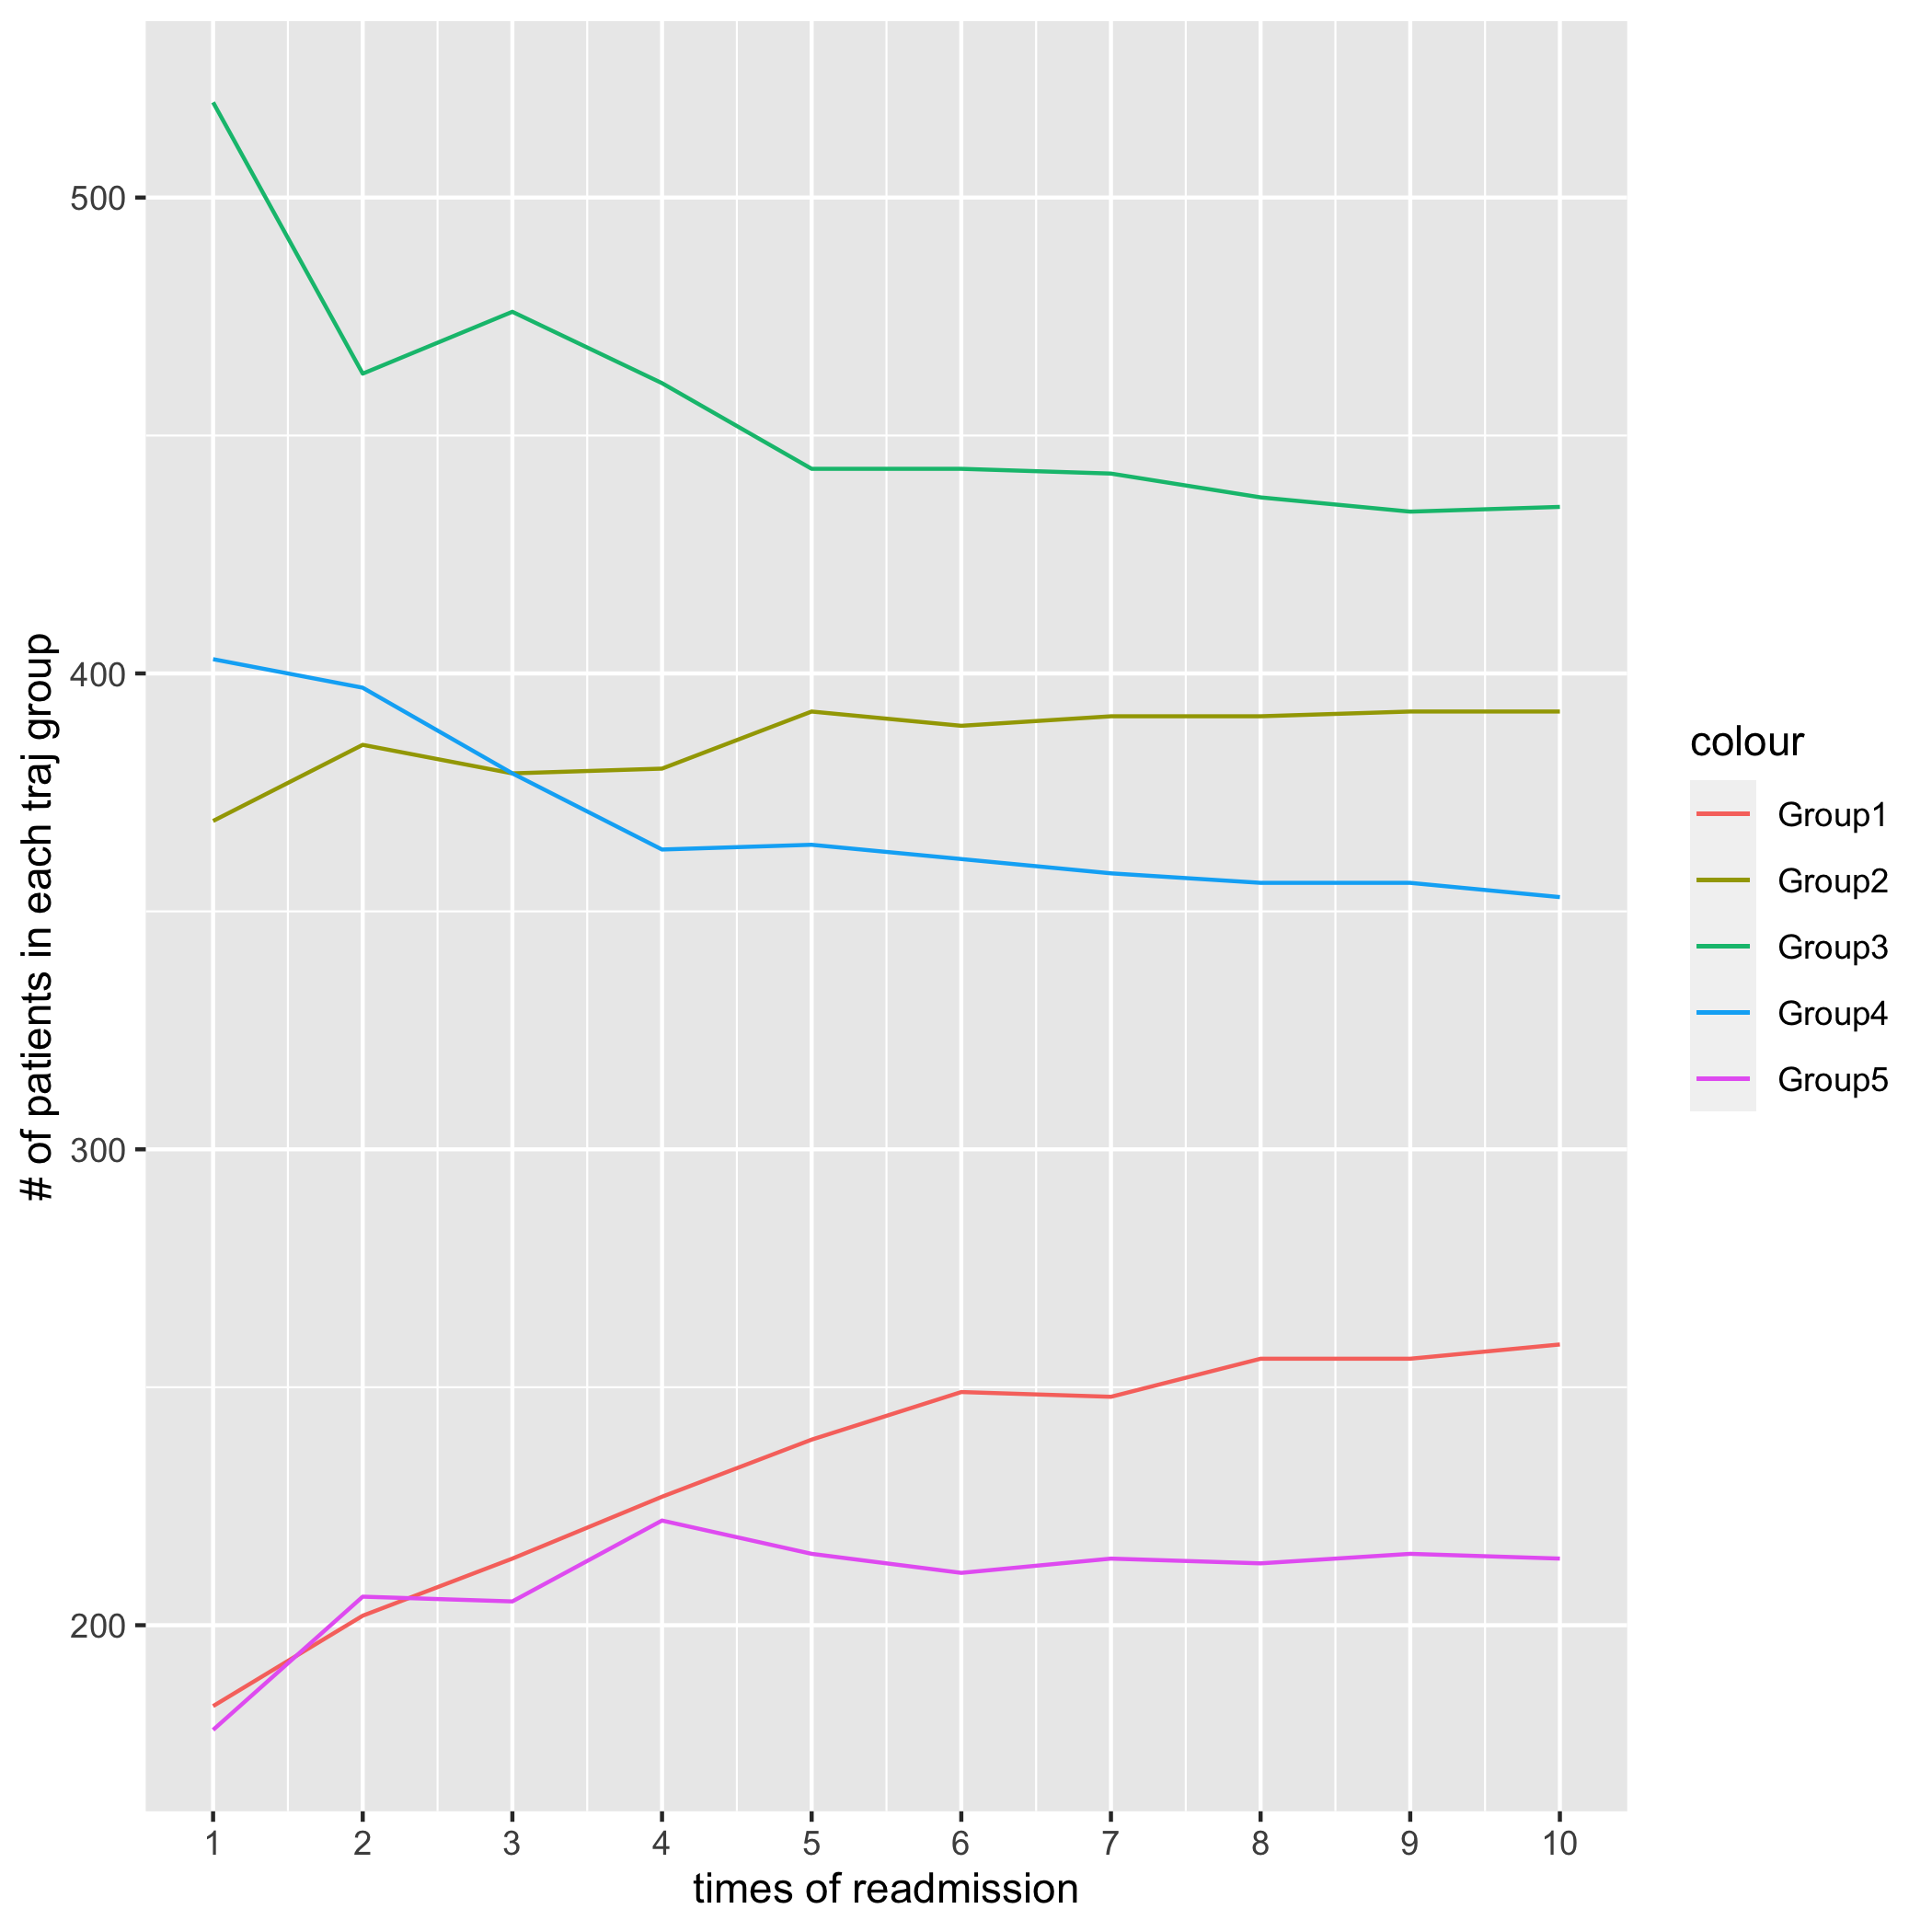 # of patients in each traj group
500
400
300
200
1 2 3 4 5 6 7 8 9 10
times of readmission
colour
Group1
Group2
Group3
Group4
Group5